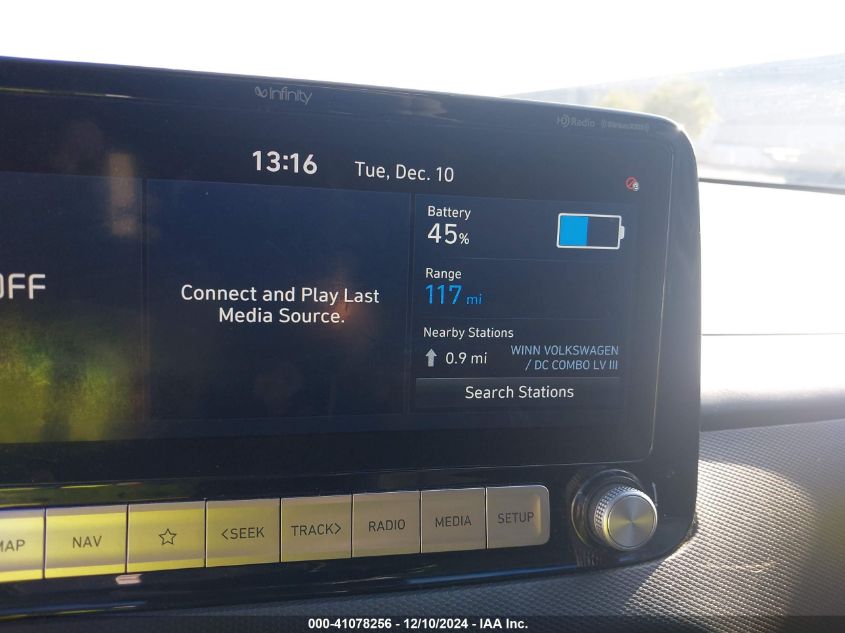 infinity
HD Radio ((SiriusXM))
13:16 Tue, Dec. 10
OFF
Connect and Play Last
Media Source.
Battery
45%
Range
117 mi
Nearby Stations
0.9 mi
WINN VOLKSWAGEN
/ DC COMBO LV III
Search Stations
MAP NAV <SEEK TRACK> RADIO MEDIA SETUP
000-41078256 - 12/10/2024 - IAA Inc.